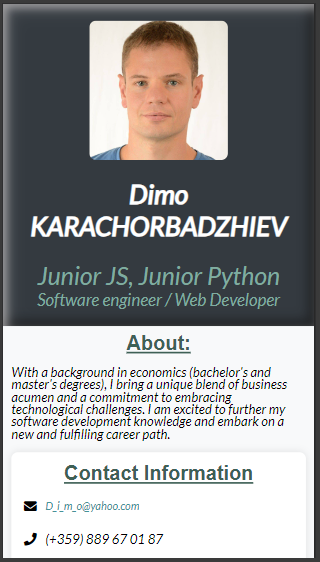 Dimo
KARACHORBADZHIEV
Junior JS, Junior Python
Software engineer / Web Developer
About:
With a background in economics (bachelor's and
master's degrees), I bring a unique blend of business
acumen and a commitment to embracing
technological challenges. I am excited to further my
software development knowledge and embark on a
new and fulfilling career path.
Contact Information
D_i_m_o@yahoo.com
(+359) 889 67 01 87